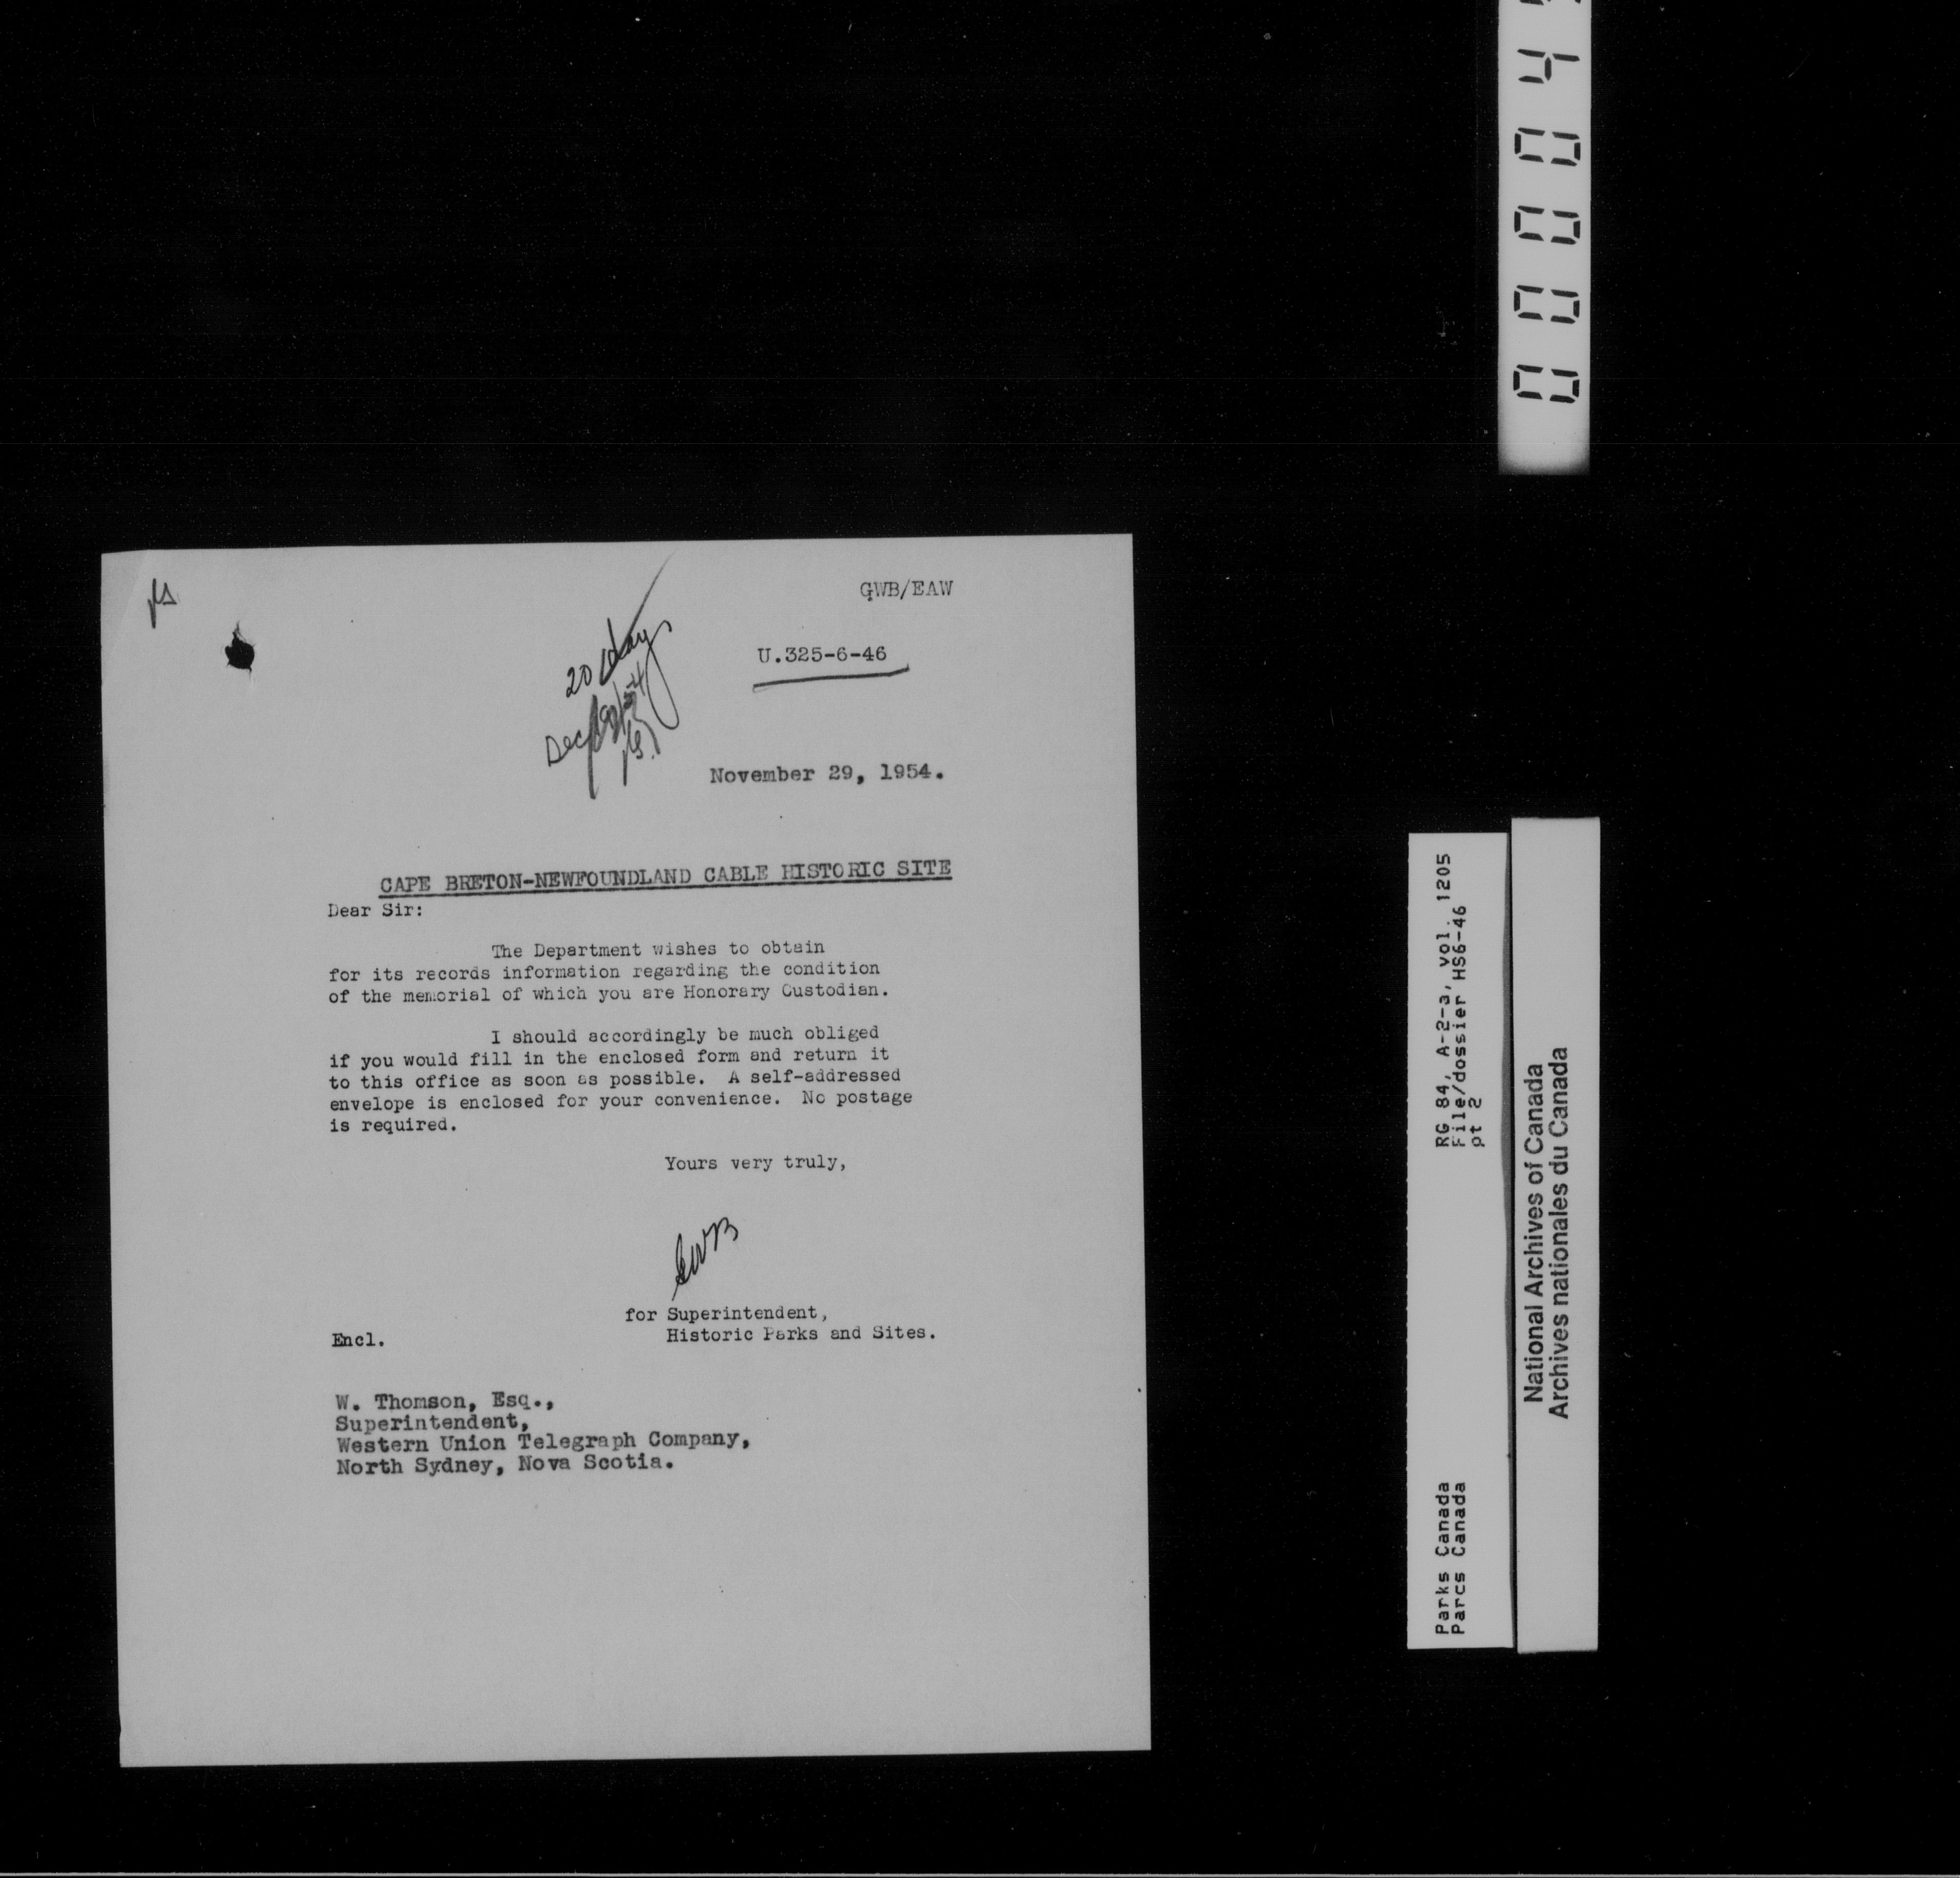 GWB/EAW
20 days
U.325-6-46
November 29, 1954.
CAPE BRETON-NEWFOUNDLAND CABLE HISTORIC SITE
Dear Sir:
The Department wishes to obtain
for its records information regarding the condition
of the memorial of which you are Honorary Custodian.
I should accordingly be much obliged
if you would fill in the enclosed form and return it
to this office as soon as possible. A self-addressed
envelope is enclosed for your convenience. No postage
is required.
Yours very truly,
GWB
for Superintendent,
Historic Parks and Sites.
Encl.
W. Thomson, Esq.,
Superintendent,
Western Union Telegraph Company,
North Sydney, Nova Scotia.
Parks Canada
Parcs Canada
RG 84, A-2-a, vol. 1205
File/dossier HS6-46
pt 2
National Archives of Canada
Archives nationales du Canada
00004